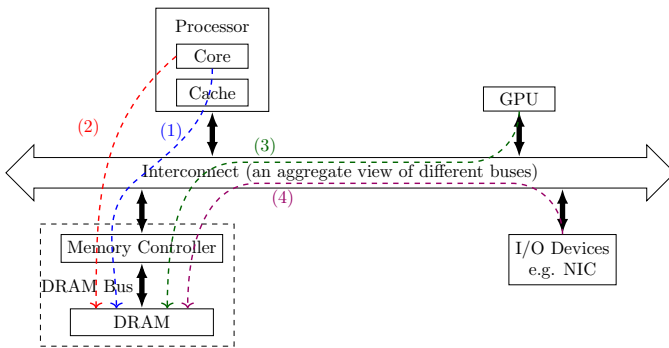 Processor
Core
Cache
GPU
(2)
(1)
(3)
Interconnect (an aggregate view of different buses)
(4)
Memory Controller
I/O Devices
e.g. NIC
DRAM Bus
DRAM